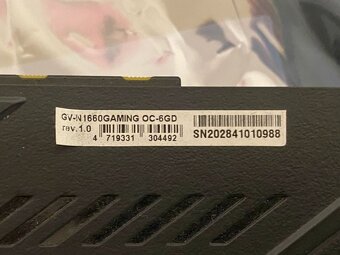 GV-N1660GAMING OC-6GD
rev.1.0
4 719331 304492
SN202841010988